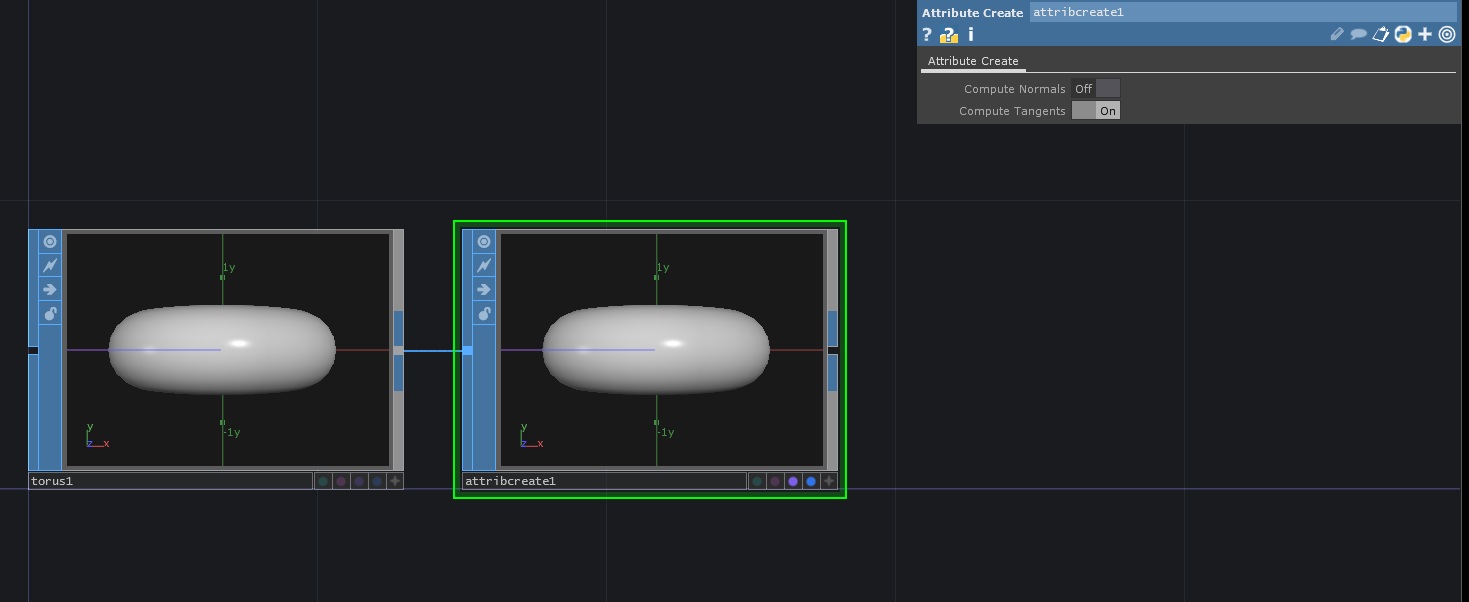 Attribute Create attribcreate1
? ? i
Attribute Create
Compute Normals Off
Compute Tangents On
1y
-1y
y
z x
torus1
1y
-1y
y
z x
attribcreate1